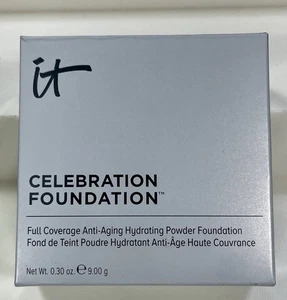 it
CELEBRATION
FOUNDATION™
Full Coverage Anti-Aging Hydrating Powder Foundation
Fond de Teint Poudre Hydratant Anti-Âge Haute Couvrance
Net Wt. 0.30 oz. ℮ 9.00 g